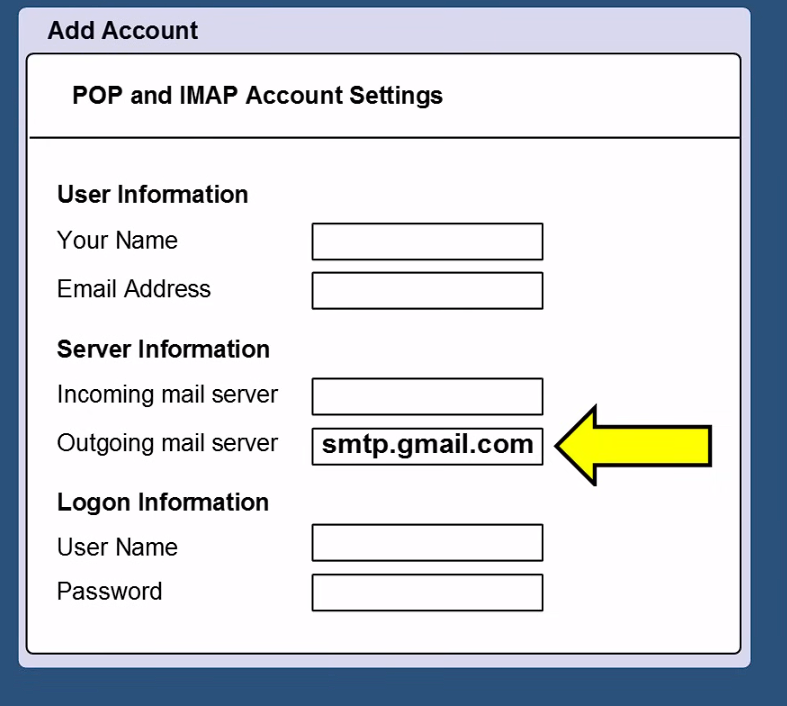 Add Account
POP and IMAP Account Settings
User Information
Your Name
Email Address
Server Information
Incoming mail server
Outgoing mail server smtp.gmail.com
Logon Information
User Name
Password